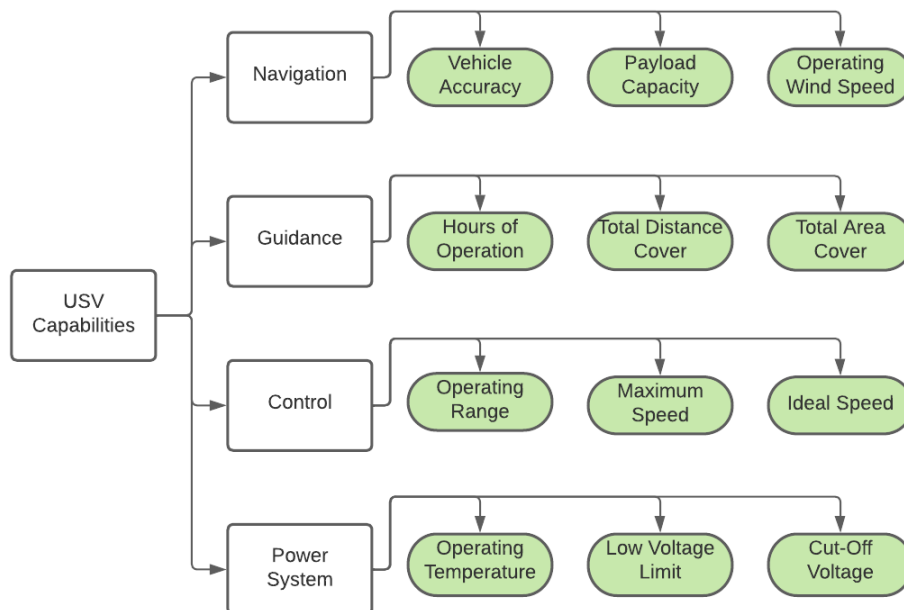 USV
Capabilities
Navigation
Vehicle
Accuracy
Payload
Capacity
Operating
Wind Speed
Guidance
Hours of
Operation
Total Distance
Cover
Total Area
Cover
Control
Operating
Range
Maximum
Speed
Ideal Speed
Power
System
Operating
Temperature
Low Voltage
Limit
Cut-Off
Voltage